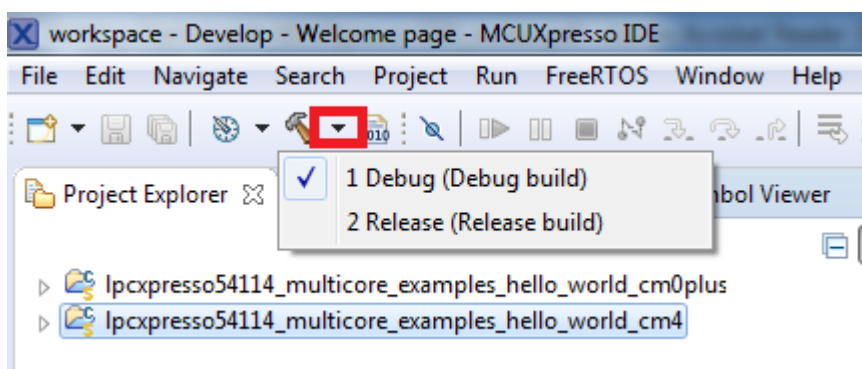 workspace - Develop - Welcome page - MCUXpresso IDE
File Edit Navigate Search Project Run FreeRTOS Window Help
010
Project Explorer
1 Debug (Debug build)
2 Release (Release build)
Viewer
lpcxpresso54114_multicore_examples_hello_world_cm0plus
lpcxpresso54114_multicore_examples_hello_world_cm4